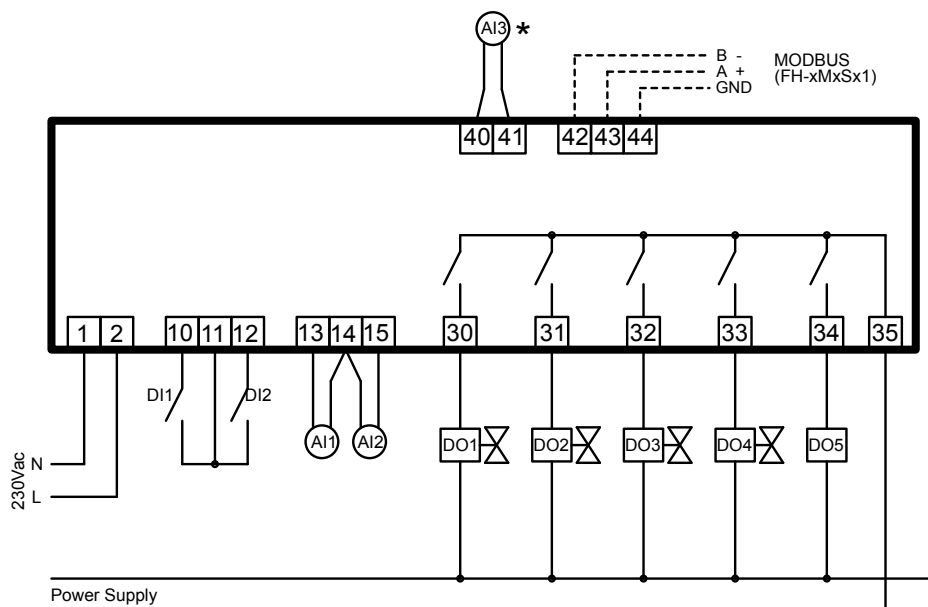 AI3 *
B -
A +
GND
MODBUS
(FH-xMxSx1)
40 41 42 43 44
1 2 10 11 12 13 14 15 30 31 32 33 34 35
DI1 DI2
AI1 AI2
DO1 DO2 DO3 DO4 DO5
230Vac
N
L
Power Supply